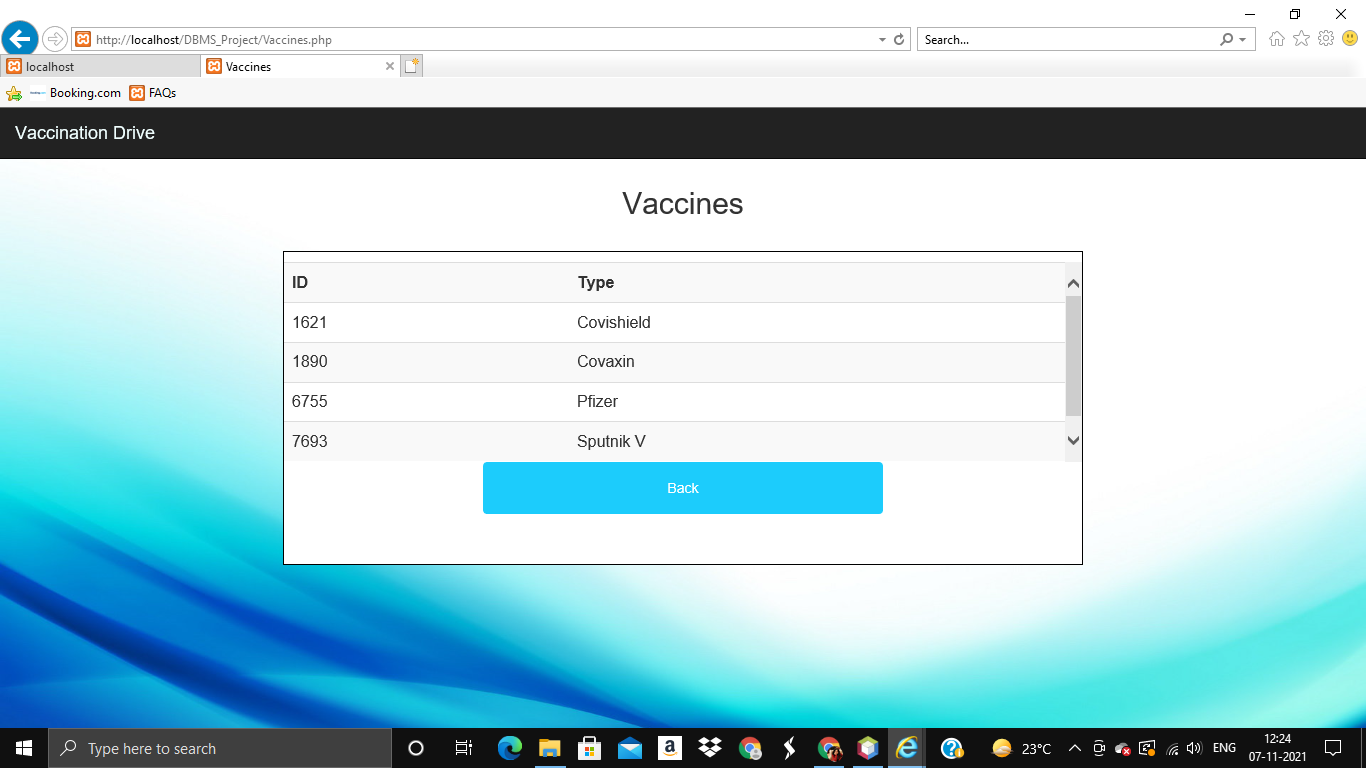 http://localhost/DBMS_Project/Vaccines.php
Search...
localhost
Vaccines
Booking.com FAQs
Vaccination Drive
Vaccines
ID Type
1621 Covishield
1890 Covaxin
6755 Pfizer
7693 Sputnik V
Back
Type here to search
23°C
ENG
12:24
07-11-2021